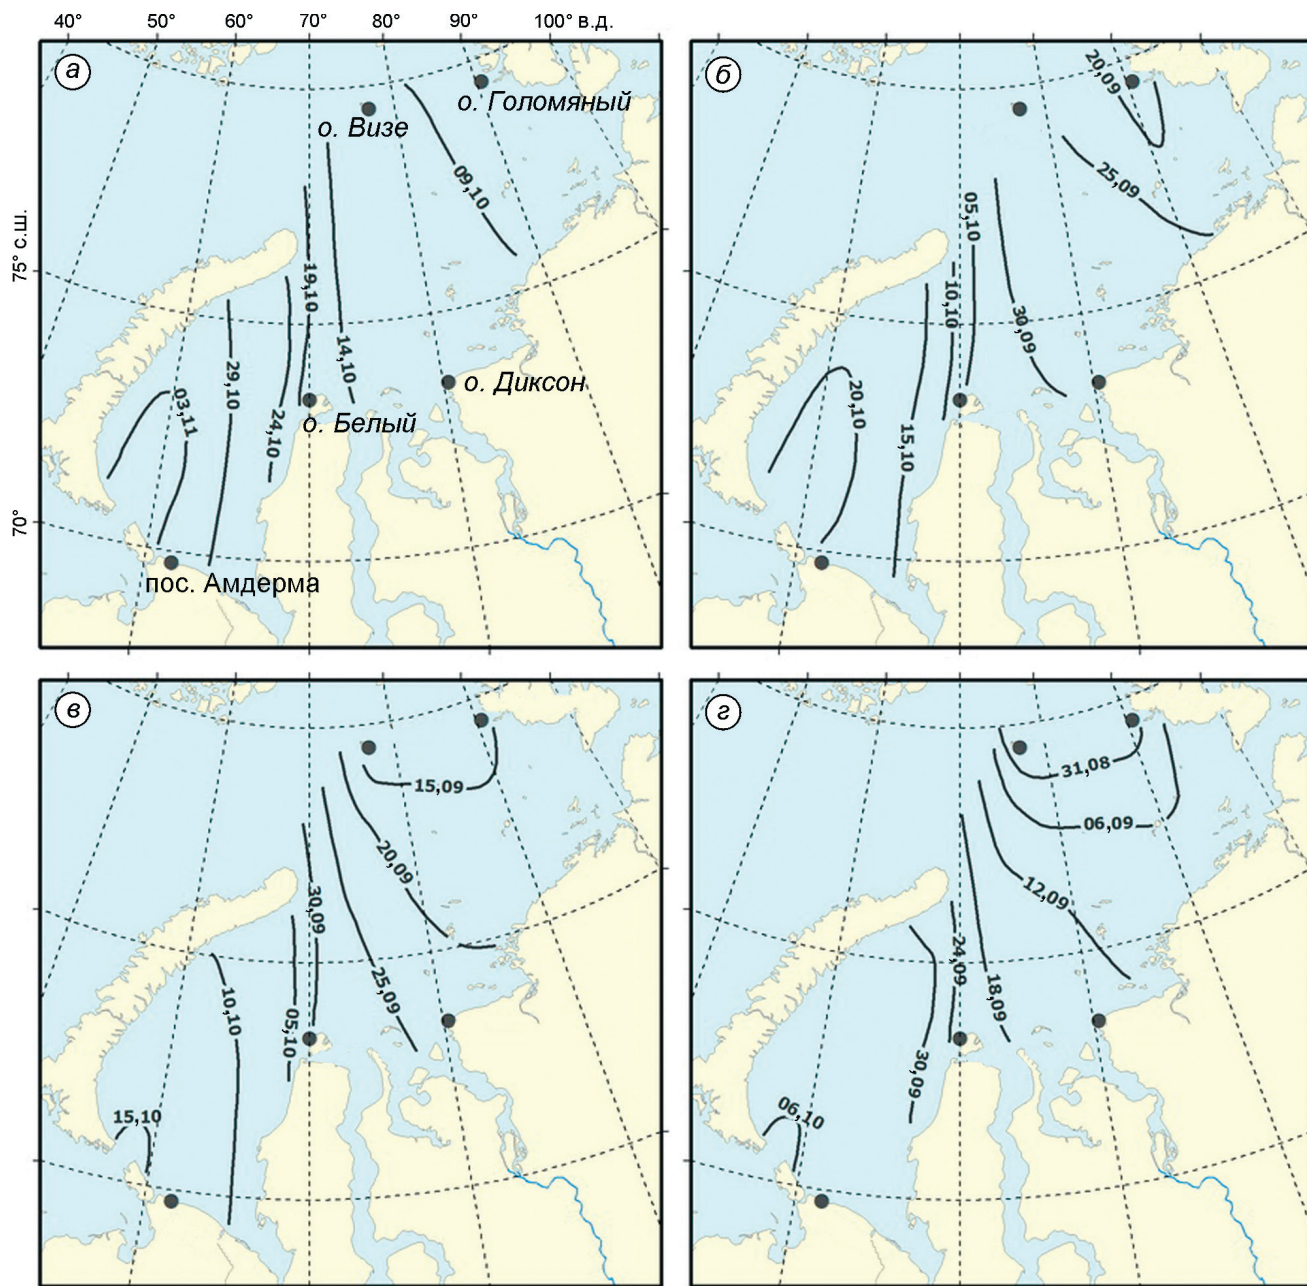 40° 50° 60° 70° 80° 90° 100° в.д.
75° с.ш.
70°
а
о. Голомяный
о. Визе
09,10
19,10
14,10
29,10
24,10
03,11
о. Диксон
о. Белый
пос. Амдерма
б
20,09
25,09
05,10
10,10
30,09
20,10
15,10
в
15,09
20,09
30,09
25,09
10,10
05,10
15,10
г
31,08
06,09
12,09
24,09
18,09
30,09
06,10